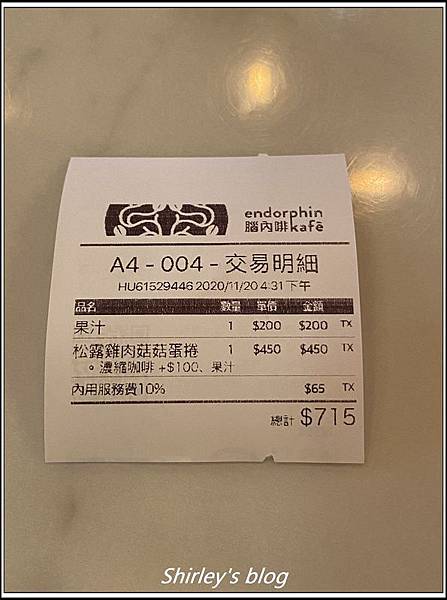 endorphin
腦內啡kafē
A4 - 004 - 交易明細
HU61529446 2020/11/20 4:31 下午
品名 數量 單價 金額
果汁 1 $200 $200 TX
松露雞肉菇菇蛋捲 1 $450 $450 TX
。濃縮咖啡 +$100、果汁
內用服務費10% $65 TX
總計 $715
Shirley's blog